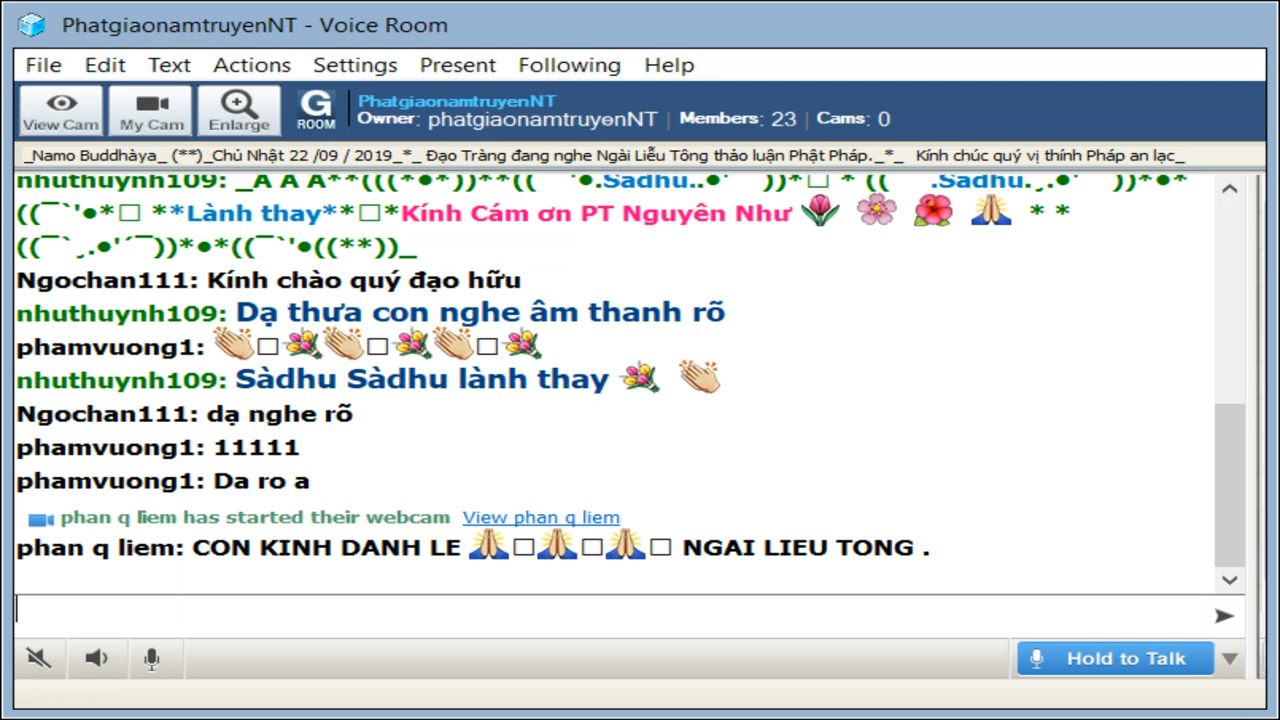 PhatgiaonamtruyenNT - Voice Room
File Edit Text Actions Settings Present Following Help
View Cam My Cam Enlarge G ROOM PhatgiaonamtruyenNT
Owner: phatgiaonamtruyenNT | Members: 23 | Cams: 0
_Namo Buddhàya_ (**)_Chủ Nhật 22 /09 / 2019_*_ Đạo Tràng đang nghe Ngài Liễu Tông thảo luận Phật Pháp._*_ Kính chúc quý vị thính Pháp an lạc_
nhuthuynh109: _A A A**(((*●*))**(( '●.Sàdhu..●' ))*□ * (( .Sàdhu.¸.●' ))*●*
((¯`'●*□ **Lành thay**□*Kính Cám ơn PT Nguyên Như 🌷 🌸 🌺 🙏 * *
((¯`¸.●'´¯))*●*((¯`'●((**))_
Ngochan111: Kính chào quý đạo hữu
nhuthuynh109: Dạ thưa con nghe âm thanh rõ
phamvuong1: 👏□💐👏□💐👏□💐
nhuthuynh109: Sàdhu Sàdhu lành thay 💐 👏
Ngochan111: dạ nghe rõ
phamvuong1: 11111
phamvuong1: Da ro a
phan q liem has started their webcam View phan q liem
phan q liem: CON KINH DANH LE 🙏□🙏□🙏□ NGAI LIEU TONG .
Hold to Talk